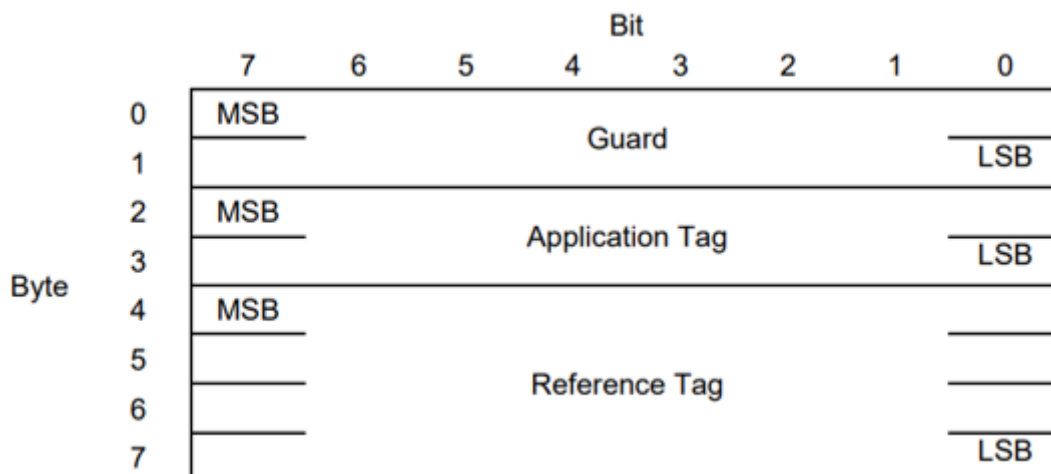 Bit
7 6 5 4 3 2 1 0
0 MSB
Guard
1 LSB
2 MSB
Application Tag
3 LSB
Byte
4 MSB
5
Reference Tag
6
7 LSB